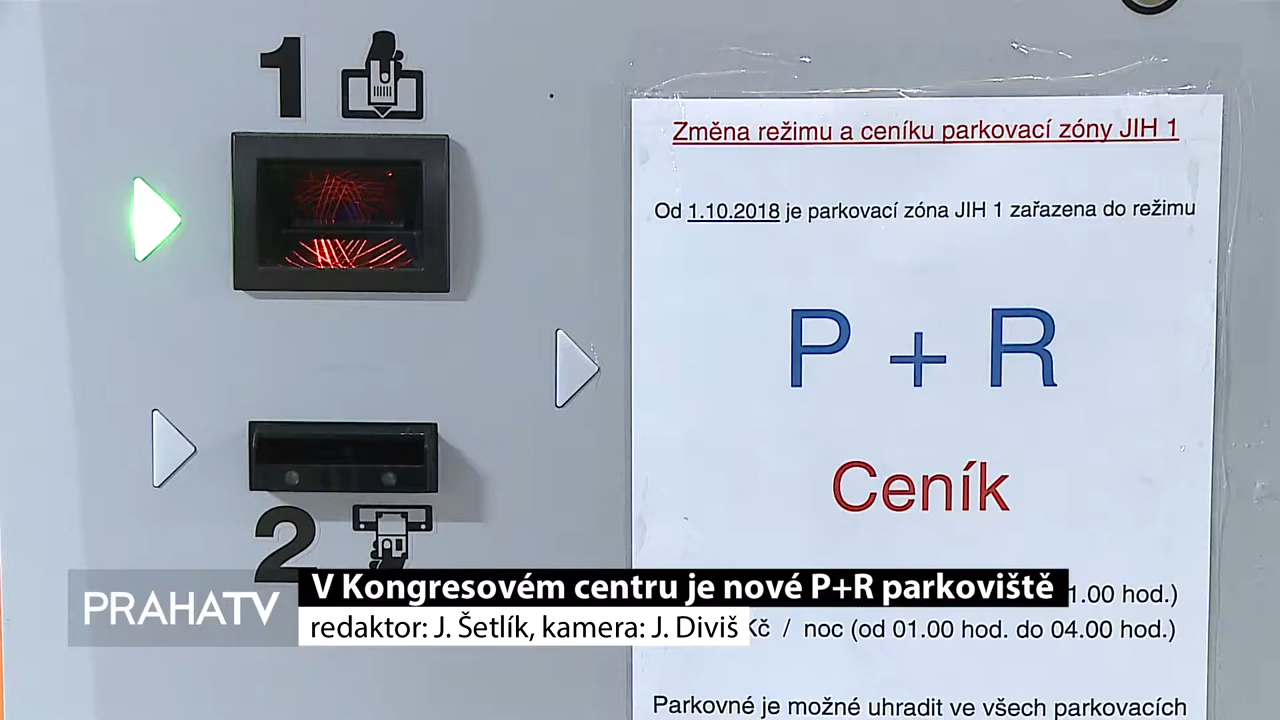 1
Změna režimu a ceníku parkovací zóny JIH 1
Od 1.10.2018 je parkovací zóna JIH 1 zařazena do režimu
P + R
Ceník
2
1.00 hod.)
Kč / noc (od 01.00 hod. do 04.00 hod.)
Parkovné je možné uhradit ve všech parkovacích
PRAHATV
V Kongresovém centru je nové P+R parkoviště
redaktor: J. Šetlík, kamera: J. Diviš